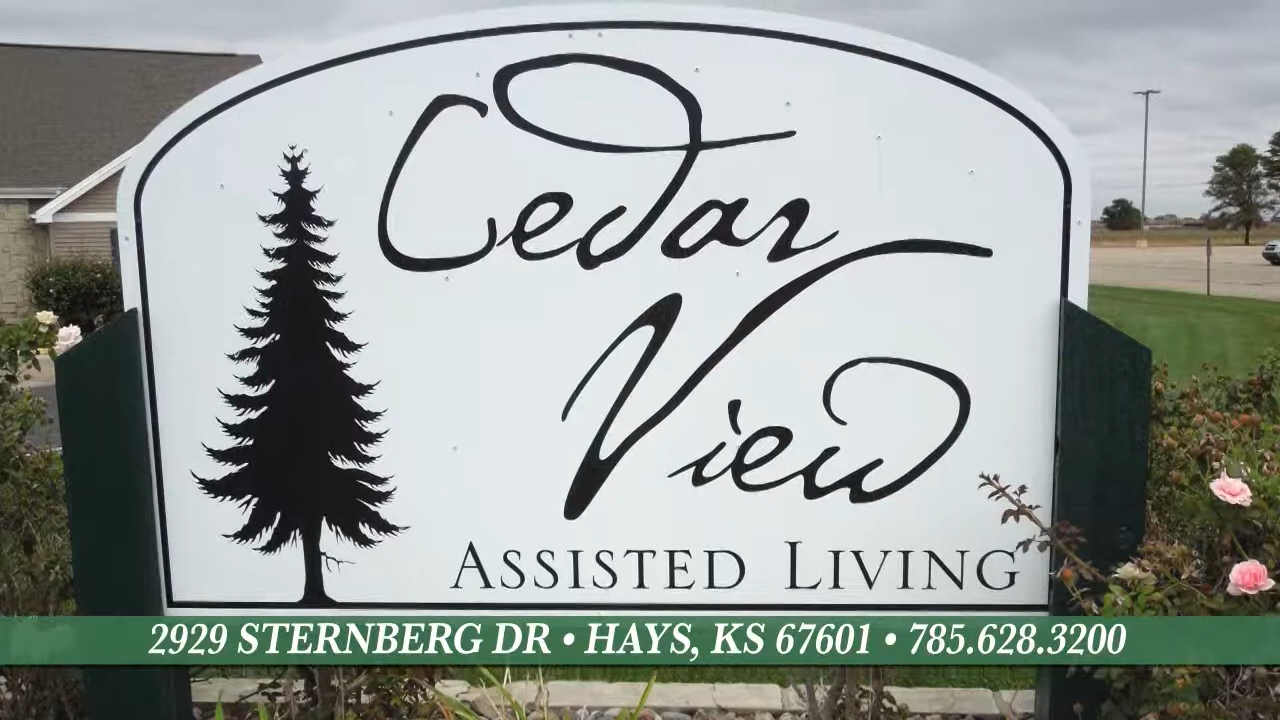 Cedar
View
ASSISTED LIVING
2929 STERNBERG DR • HAYS, KS 67601 • 785.628.3200